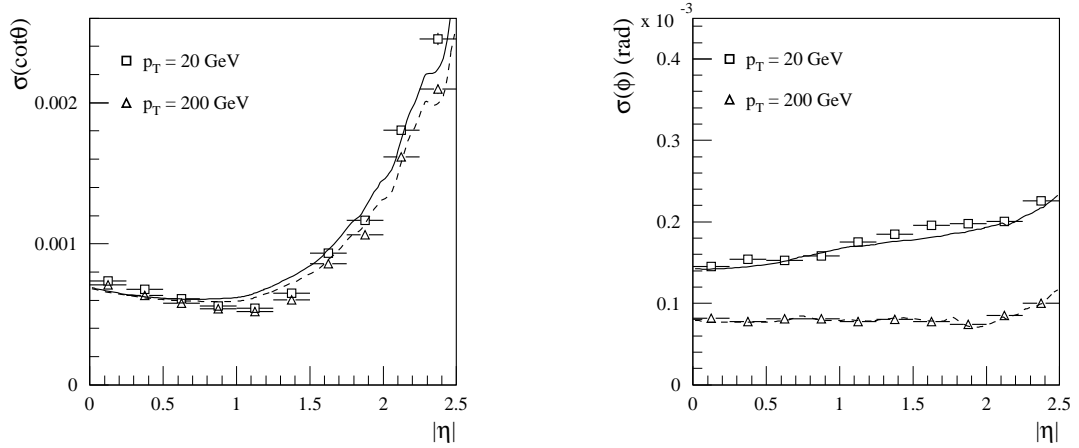 σ(cotθ)
p_T = 20 GeV
p_T = 200 GeV
0.002
0.001
0
0 0.5 1 1.5 2 2.5
|η|
σ(ϕ) (rad)
x 10^-3
p_T = 20 GeV
p_T = 200 GeV
0.4
0.3
0.2
0.1
0
0 0.5 1 1.5 2 2.5
|η|